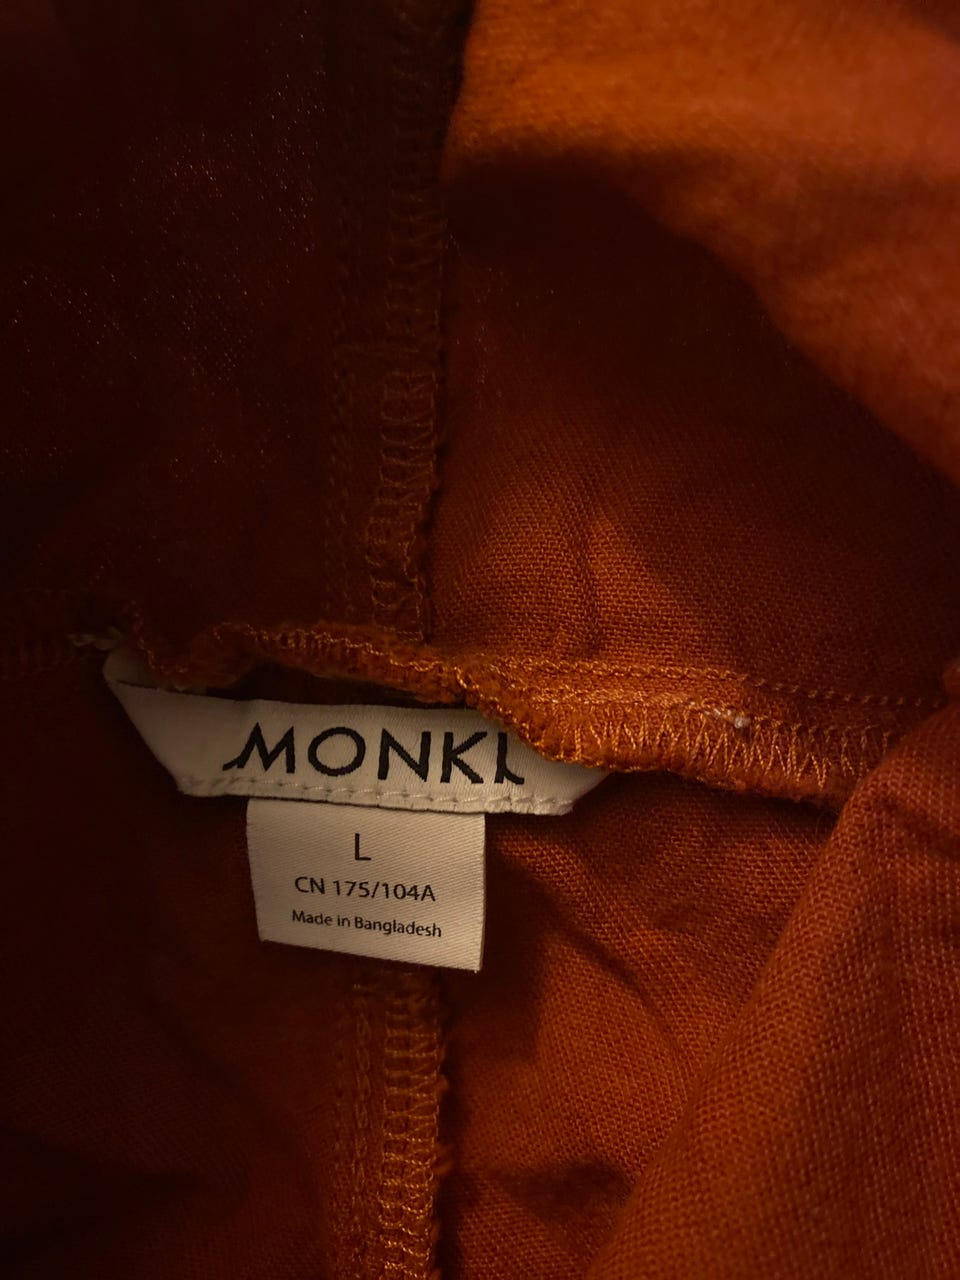 MONKI
L
CN 175/104A
Made in Bangladesh